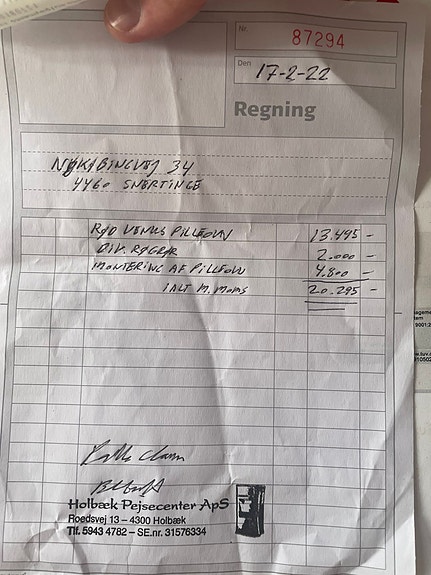 Nr. 87294
Den 17-2-22
Regning
NYKØBINGVEJ 34
4460 SNERTINGE
RØD VENUS PILLEOVN 13.495 -
DIV. RØGRØR 2.000 -
MONTERING AF PILLEOVN 4.800 -
IALT M. MOMS 20.295 -
Holbæk Pejsecenter ApS
Roedsvej 13 – 4300 Holbæk
Tlf. 5943 4782 – SE.nr. 31576334